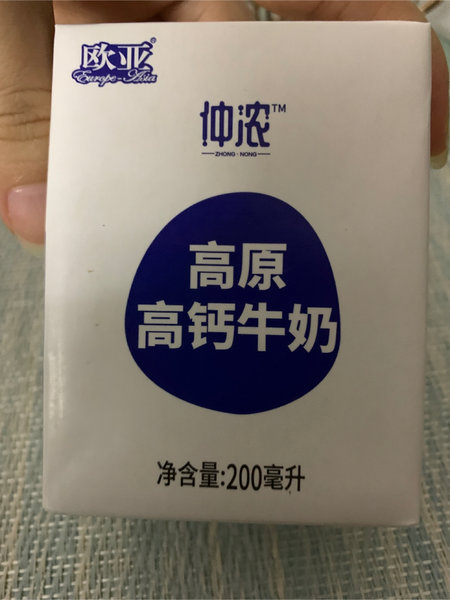 欧亚®
Europe-Asia
仲浓™
ZHONG·NONG
高原
高钙牛奶
净含量:200毫升